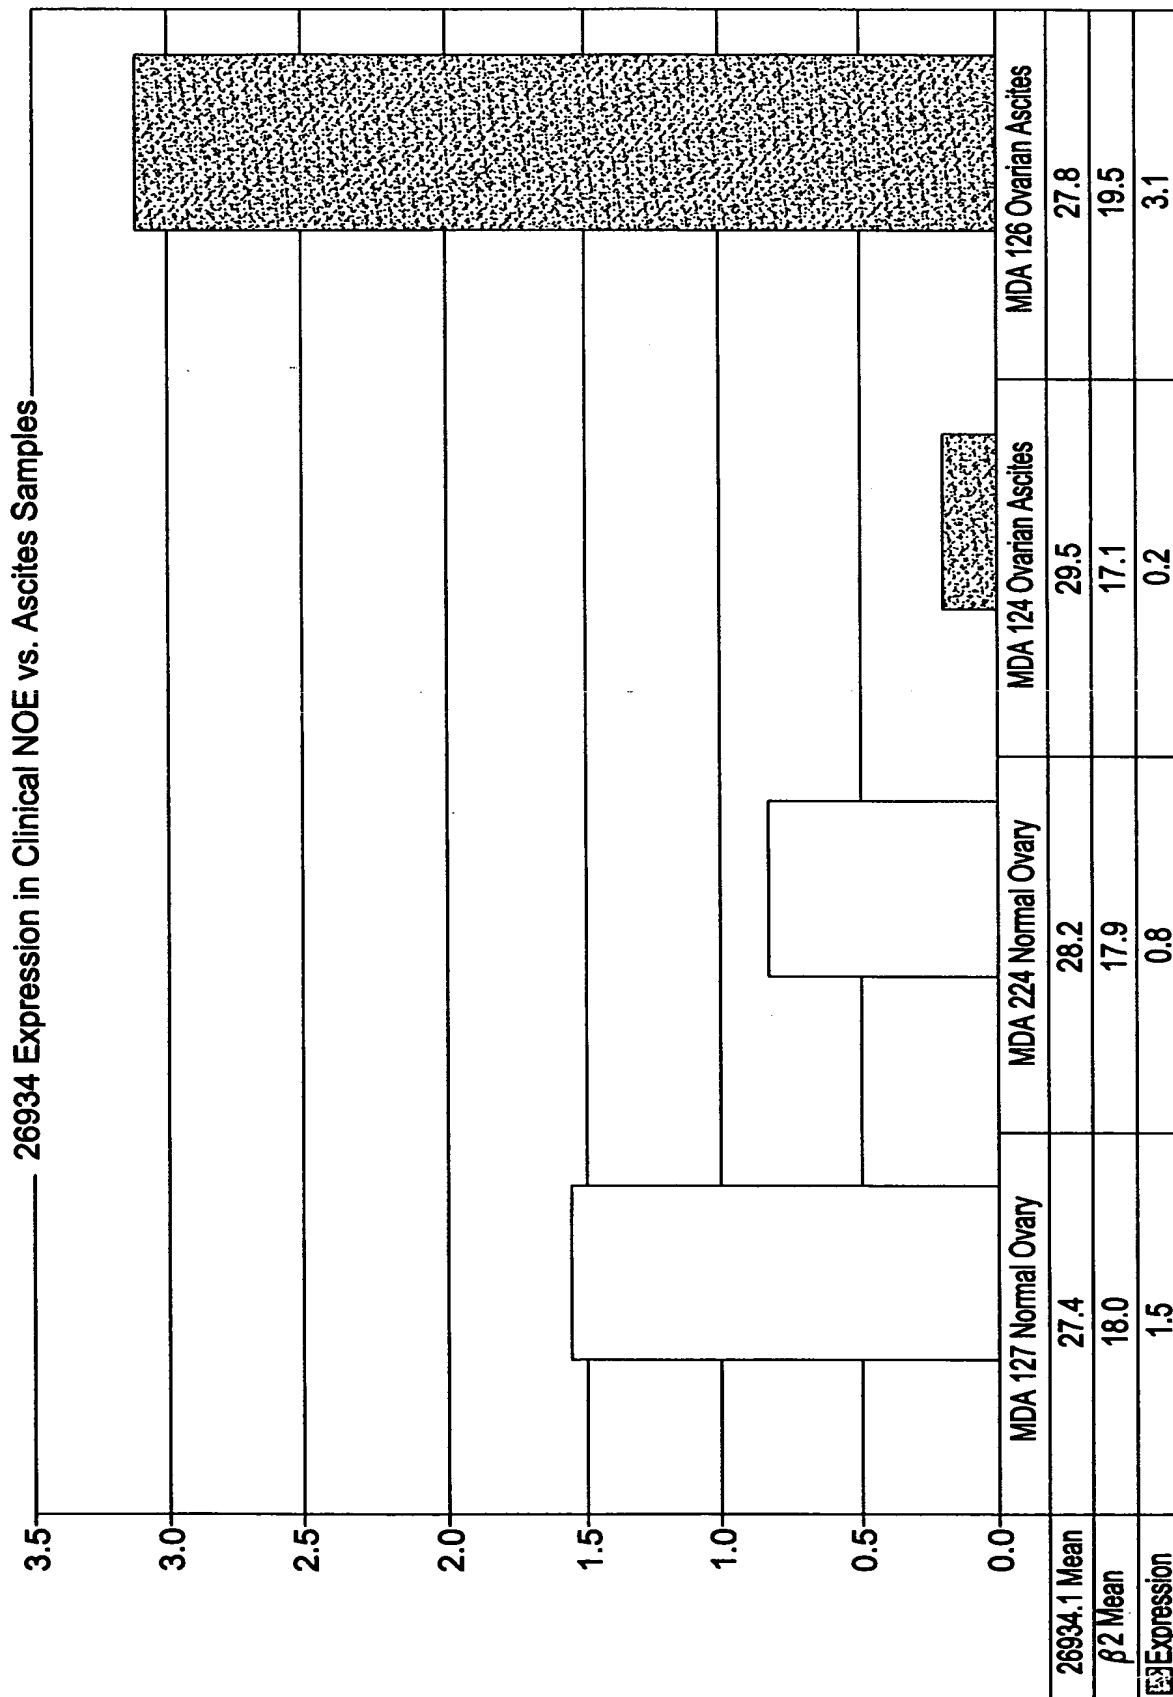 26934 Expression in Clinical NOE vs. Ascites Samples
3.5
3.0
2.5
2.0
1.5
1.0
0.5
0.0
MDA 127 Normal Ovary MDA 224 Normal Ovary MDA 124 Ovarian Ascites MDA 126 Ovarian Ascites
26934.1 Mean 27.4 28.2 29.5 27.8
β2 Mean 18.0 17.9 17.1 19.5
Expression 1.5 0.8 0.2 3.1